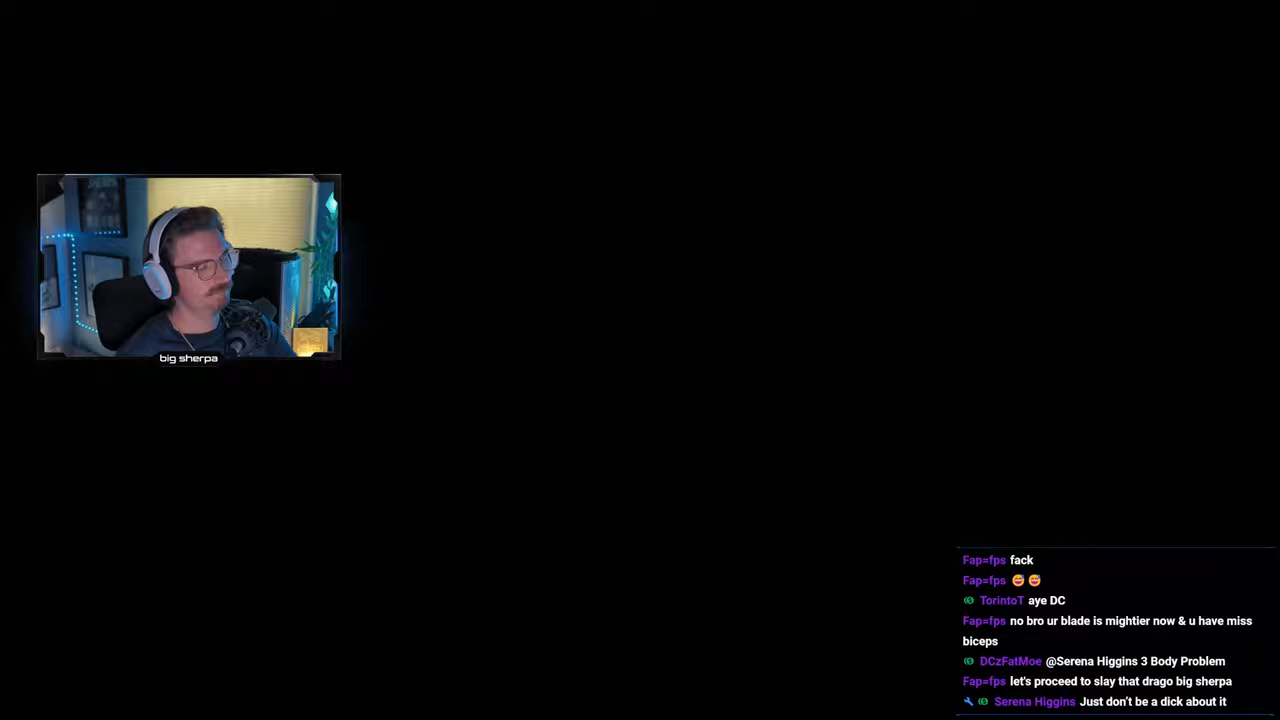 big sherpa
Fap=fps fack
Fap=fps 😅 😅
TorintoT aye DC
Fap=fps no bro ur blade is mightier now & u have miss
biceps
DCzFatMoe @Serena Higgins 3 Body Problem
Fap=fps let's proceed to slay that drago big sherpa
Serena Higgins Just don’t be a dick about it